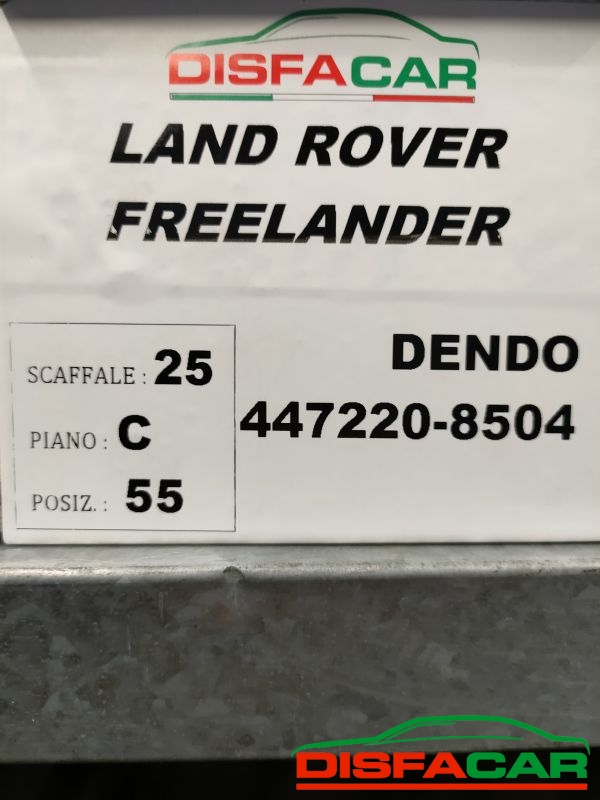 DISFACAR
LAND ROVER
FREELANDER
SCAFFALE : 25
PIANO : C
POSIZ. : 55
DENDO
447220-8504
DISFACAR